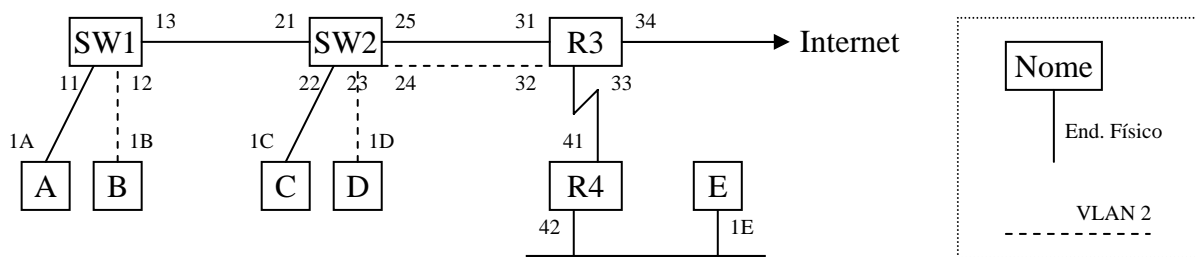 13 21 25 31 34
SW1 SW2 R3 Internet
11 12 22 23 24 32 33
1A 1B 1C 1D 41
A B C D R4 E
42 1E
Nome
End. Físico
VLAN 2